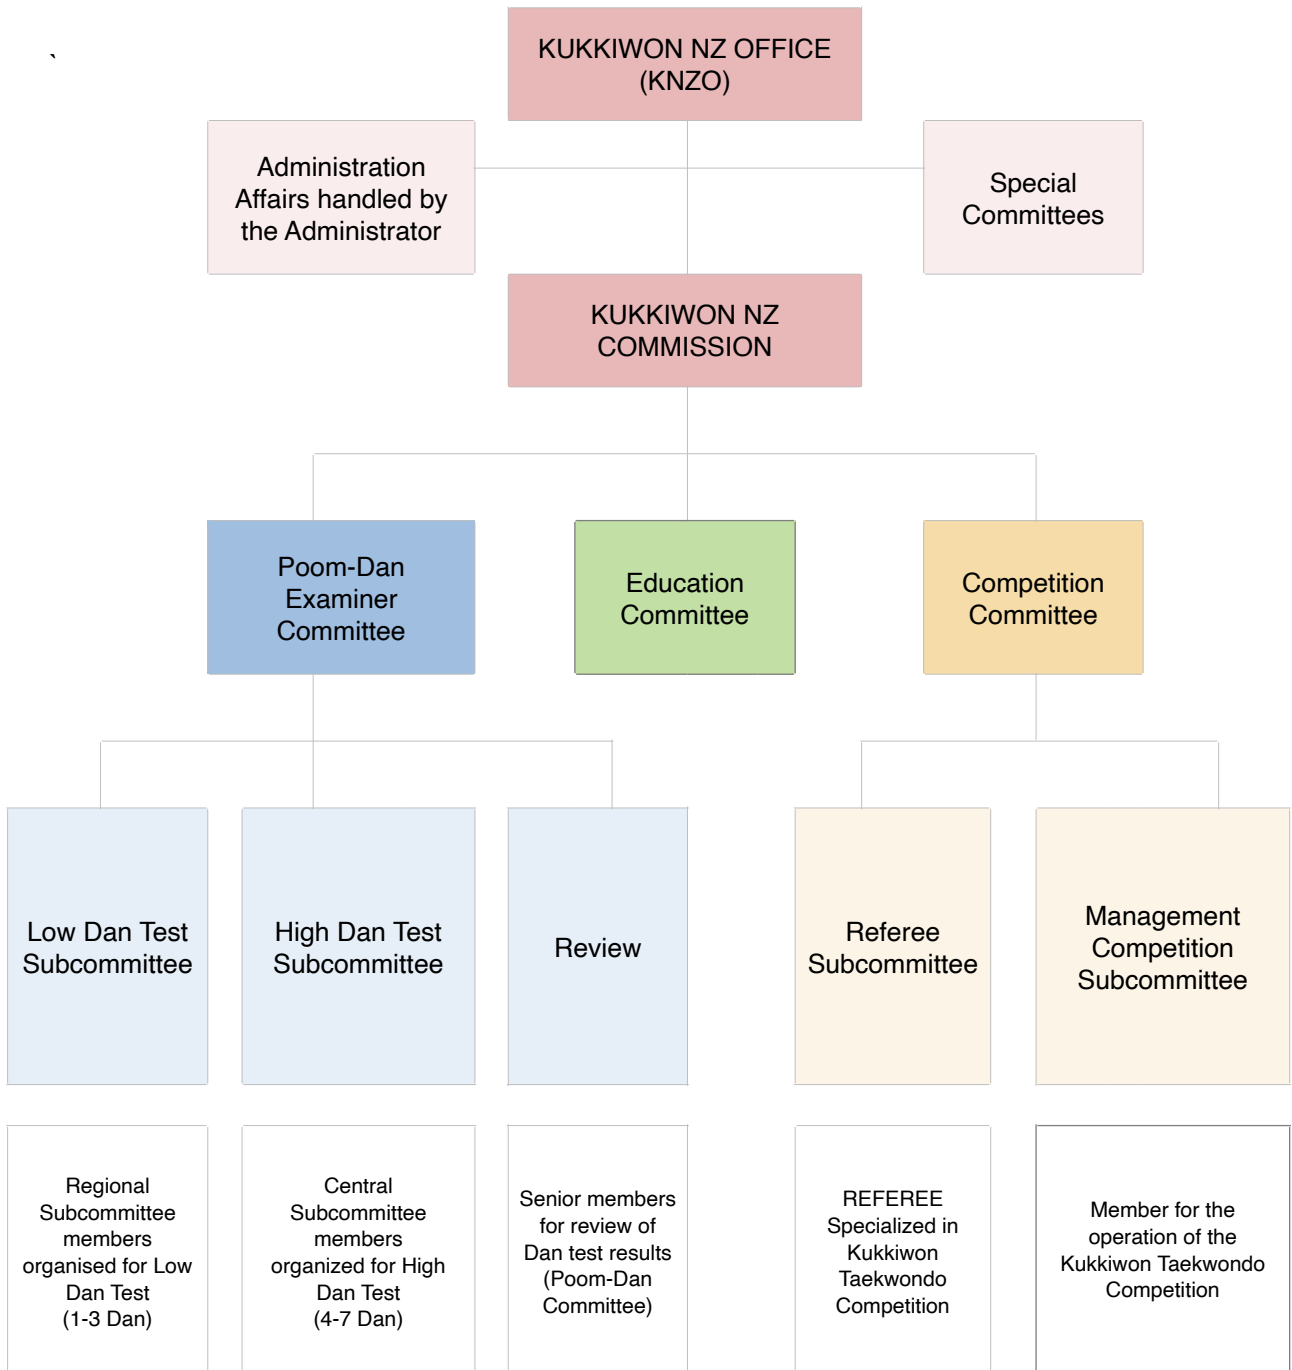 `
KUKKIWON NZ OFFICE
(KNZO)
Administration
Affairs handled by
the Administrator
Special
Committees
KUKKIWON NZ
COMMISSION
Poom-Dan
Examiner
Committee
Education
Committee
Competition
Committee
Low Dan Test
Subcommittee
High Dan Test
Subcommittee
Review
Referee
Subcommittee
Management
Competition
Subcommittee
Regional
Subcommittee
members
organised for Low
Dan Test
(1-3 Dan)
Central
Subcommittee
members
organized for High
Dan Test
(4-7 Dan)
Senior members
for review of
Dan test results
(Poom-Dan
Committee)
REFEREE
Specialized in
Kukkiwon
Taekwondo
Competition
Member for the
operation of the
Kukkiwon Taekwondo
Competition